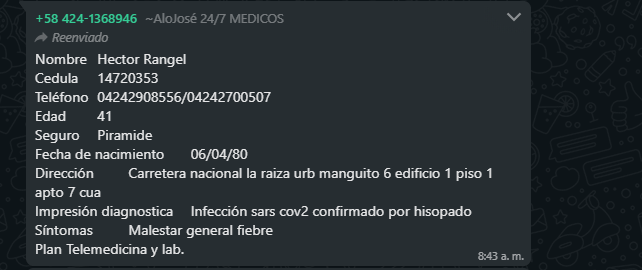 +58 424-1368946 ~AloJosé 24/7 MEDICOS
Reenviado
Nombre Hector Rangel
Cedula 14720353
Teléfono 04242908556/04242700507
Edad 41
Seguro Piramide
Fecha de nacimiento 06/04/80
Dirección Carretera nacional la raiza urb manguito 6 edificio 1 piso 1
apto 7 cua
Impresión diagnostica Infección sars cov2 confirmado por hisopado
Síntomas Malestar general fiebre
Plan Telemedicina y lab.
8:43 a. m.